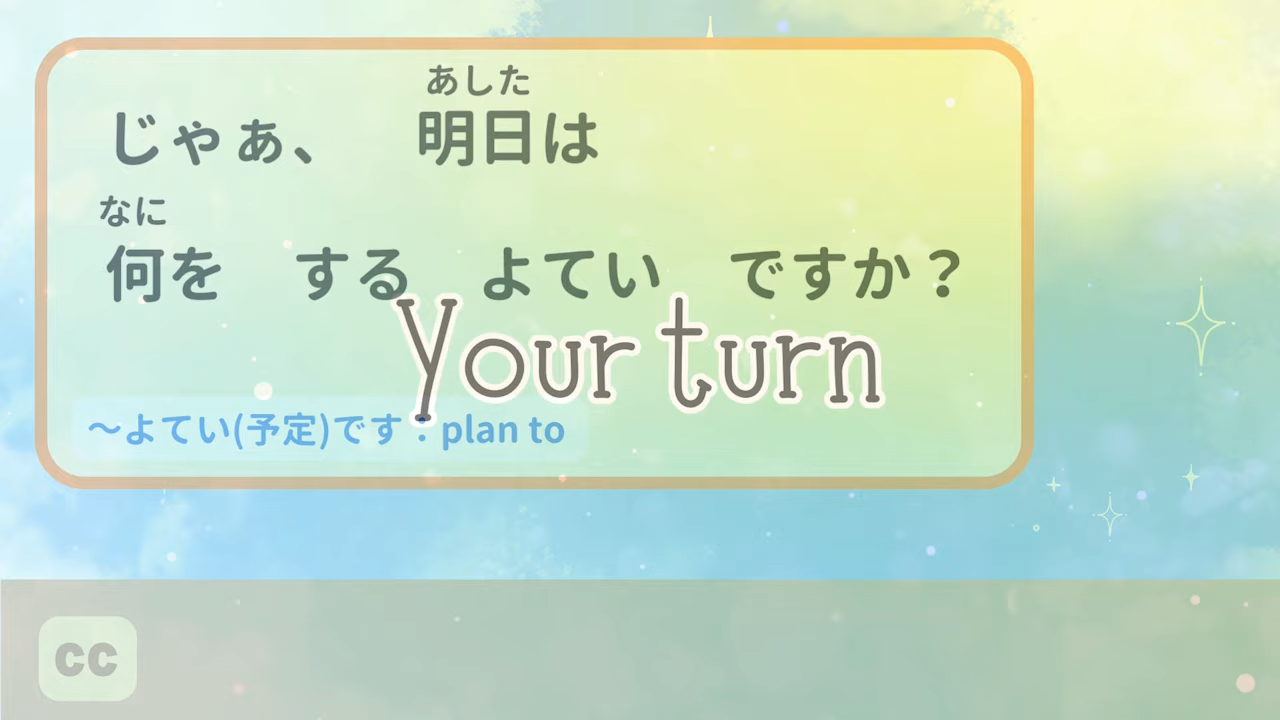 あした
じゃぁ、 明日は
なに
何を する よてい ですか？
Your turn
～よてい(予定)です：plan to
CC